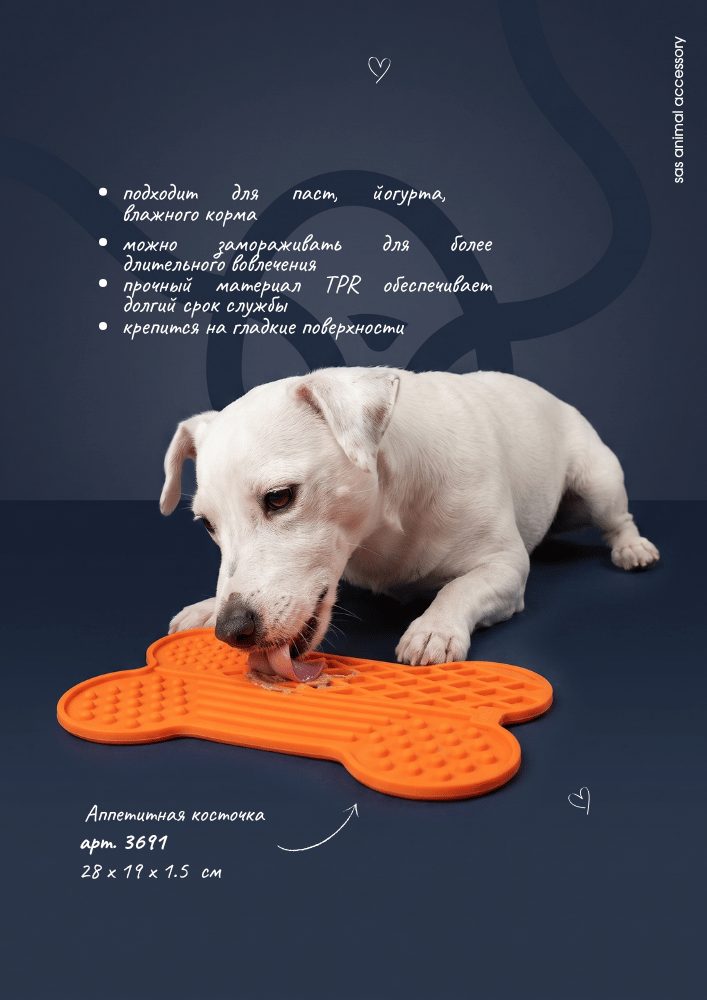 sas animal accessory
подходит для паст, йогурта,
влажного корма
можно замораживать для более
длительного вовлечения
прочный материал TPR обеспечивает
долгий срок службы
крепится на гладкие поверхности
Аппетитная косточка
арт. 3691
28 x 19 x 1.5 см